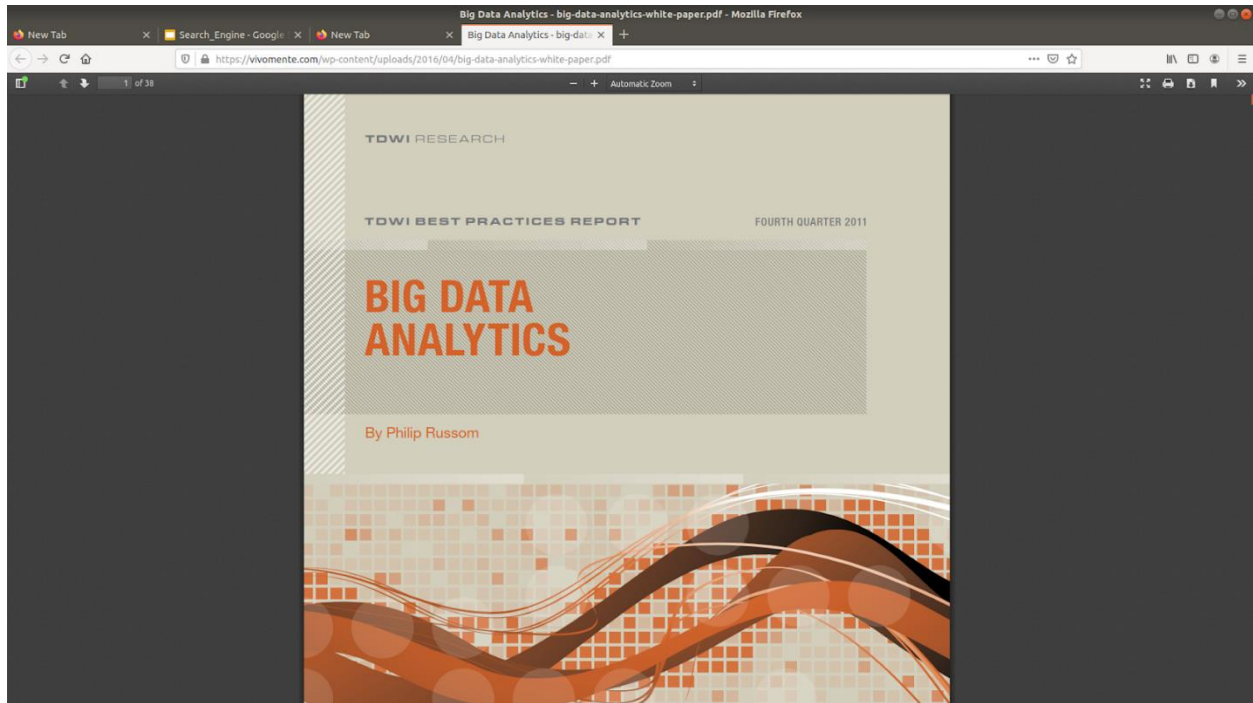 Big Data Analytics - big-data-analytics-white-paper.pdf - Mozilla Firefox
New Tab
Search_Engine - Google
New Tab
Big Data Analytics - big-data
https://vivomente.com/wp-content/uploads/2016/04/big-data-analytics-white-paper.pdf
1 of 38
Automatic Zoom
TDWI RESEARCH
TDWI BEST PRACTICES REPORT
FOURTH QUARTER 2011
BIG DATA
ANALYTICS
By Philip Russom